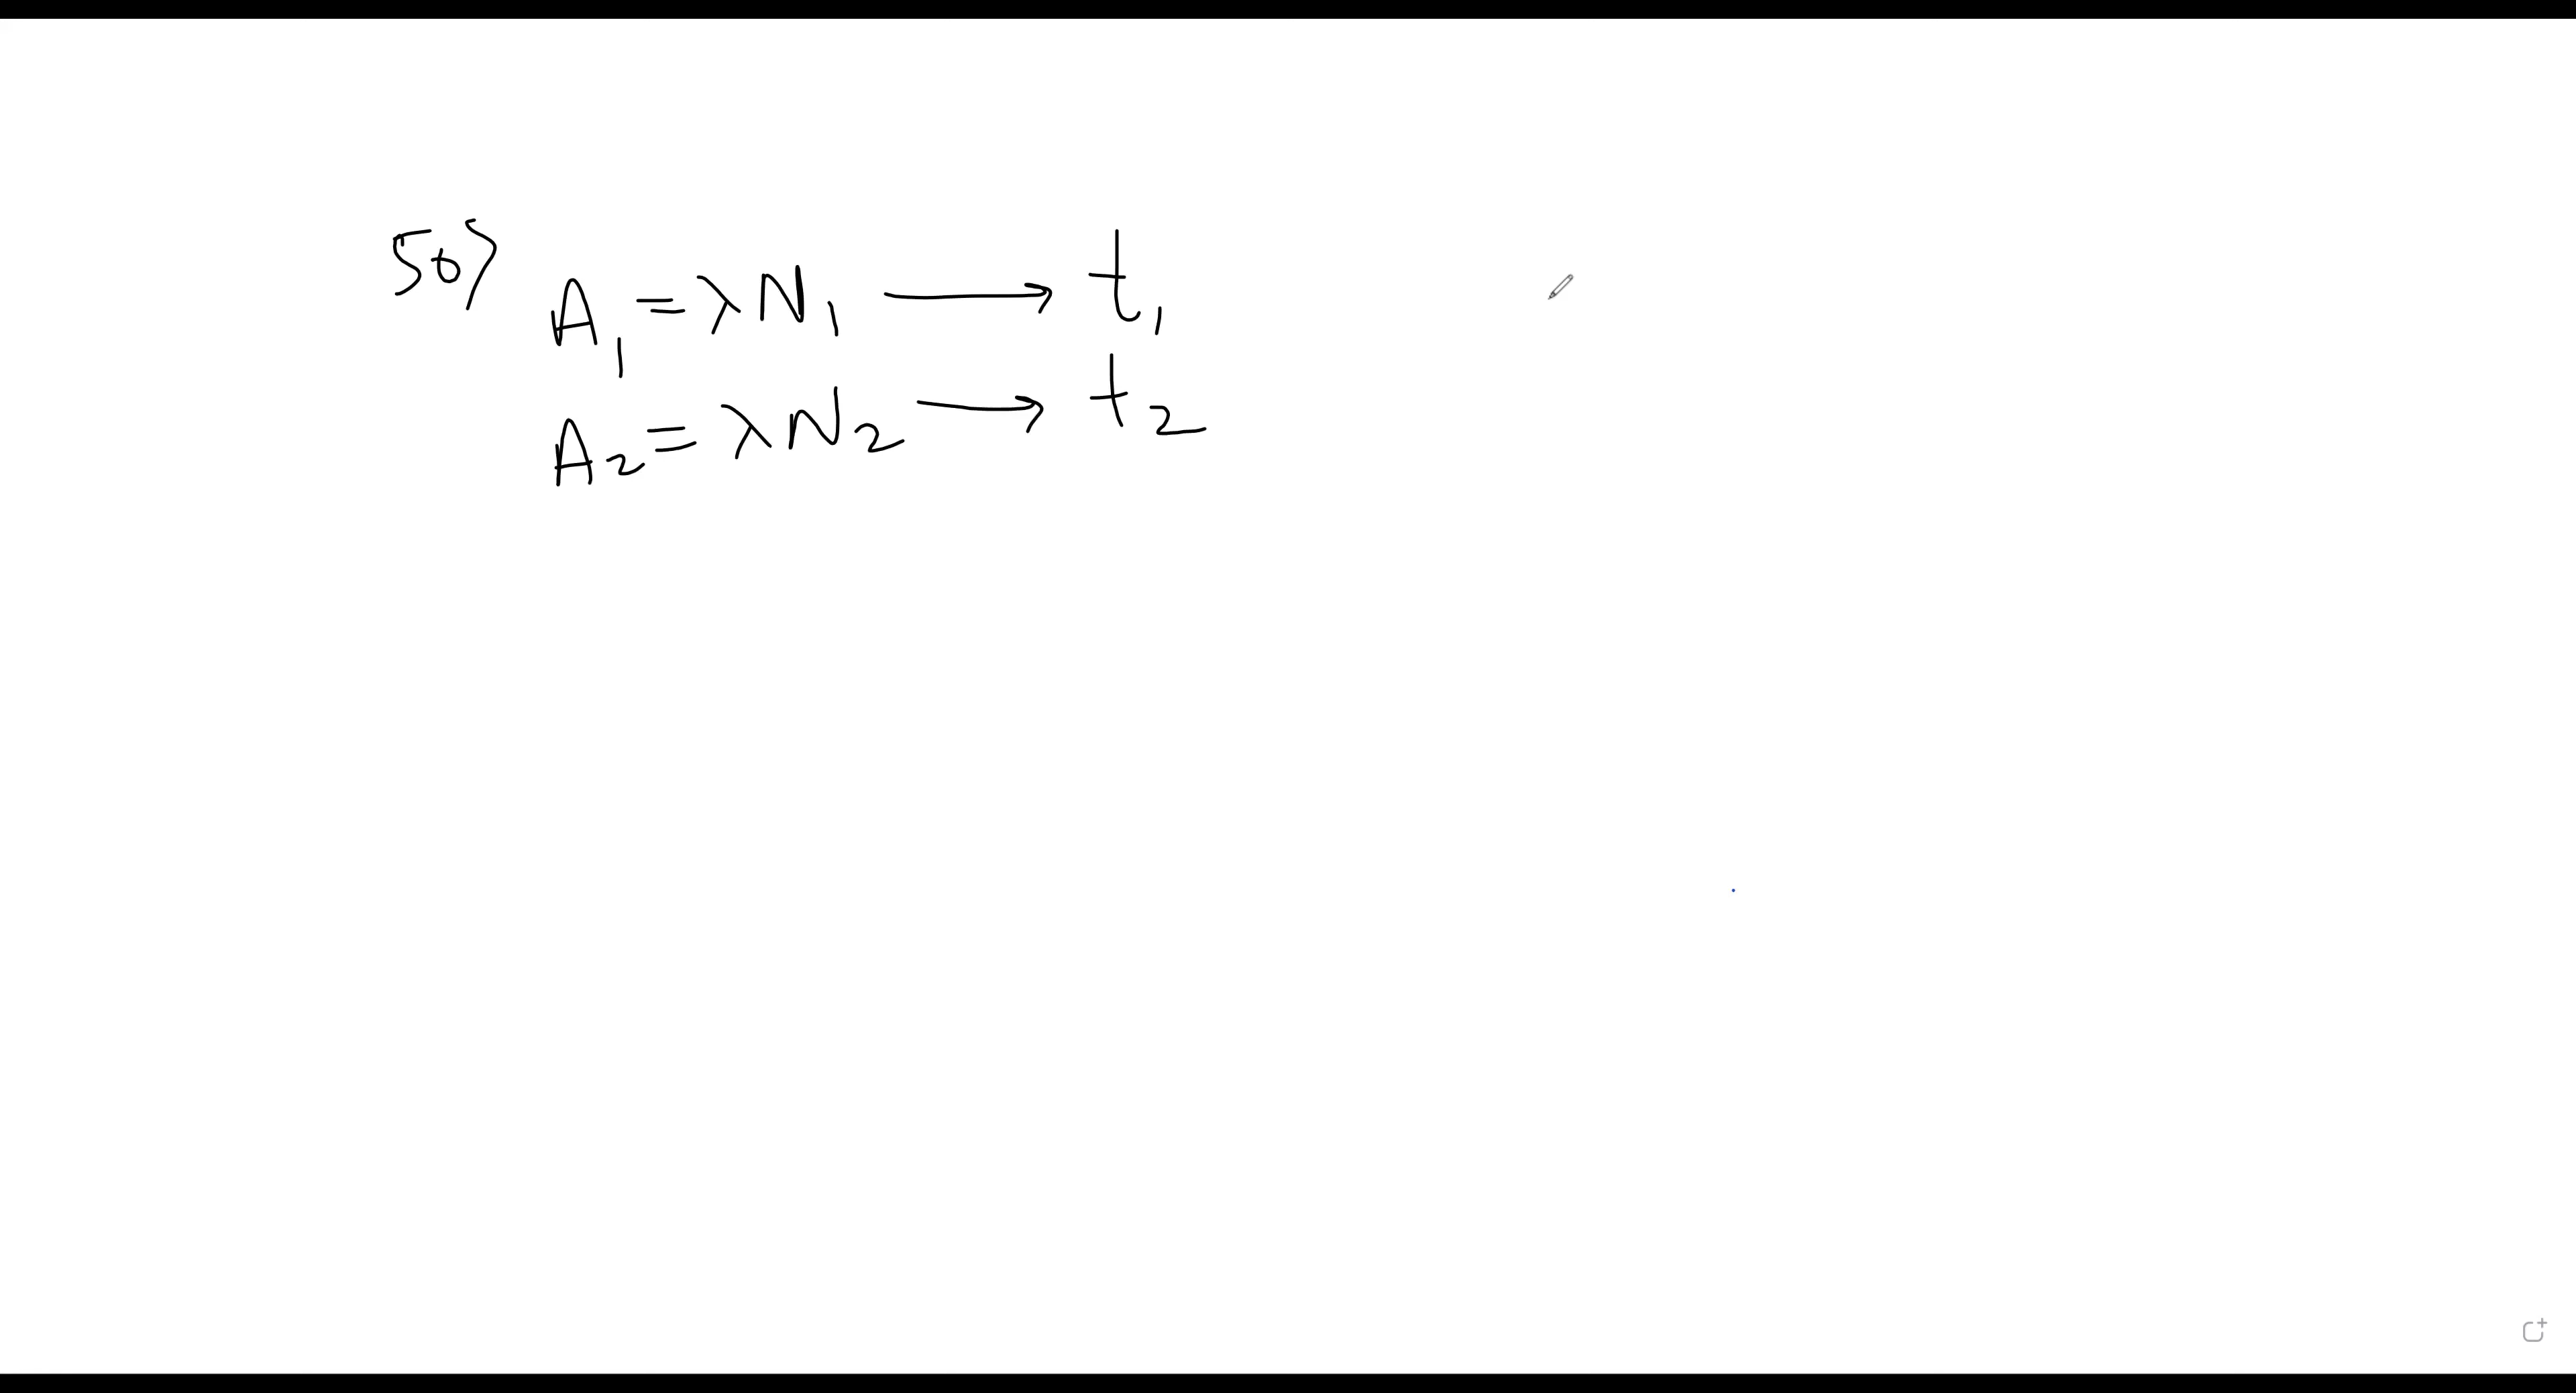 50) A₁ = λN₁ ⟶ t₁
A₂ = λN₂ ⟶ t₂